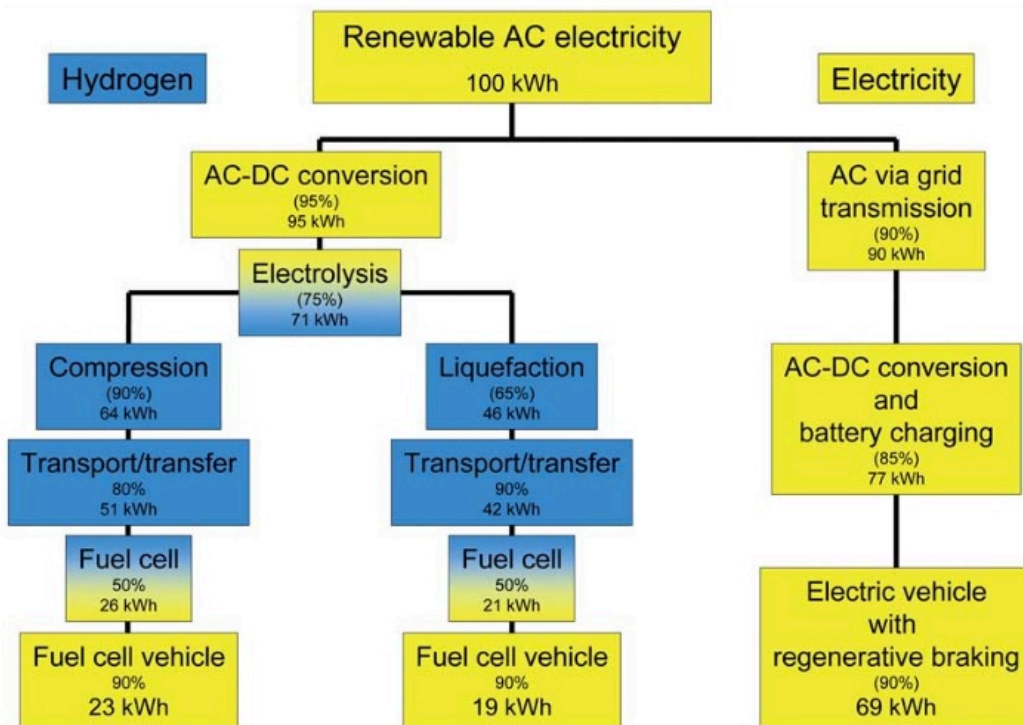 Renewable AC electricity
100 kWh
Hydrogen
Electricity
AC-DC conversion
(95%)
95 kWh
AC via grid
transmission
(90%)
90 kWh
Electrolysis
(75%)
71 kWh
Compression
(90%)
64 kWh
Liquefaction
(65%)
46 kWh
AC-DC conversion
and
battery charging
(85%)
77 kWh
Transport/transfer
80%
51 kWh
Transport/transfer
90%
42 kWh
Fuel cell
50%
26 kWh
Fuel cell
50%
21 kWh
Electric vehicle
with
regenerative braking
(90%)
69 kWh
Fuel cell vehicle
90%
23 kWh
Fuel cell vehicle
90%
19 kWh